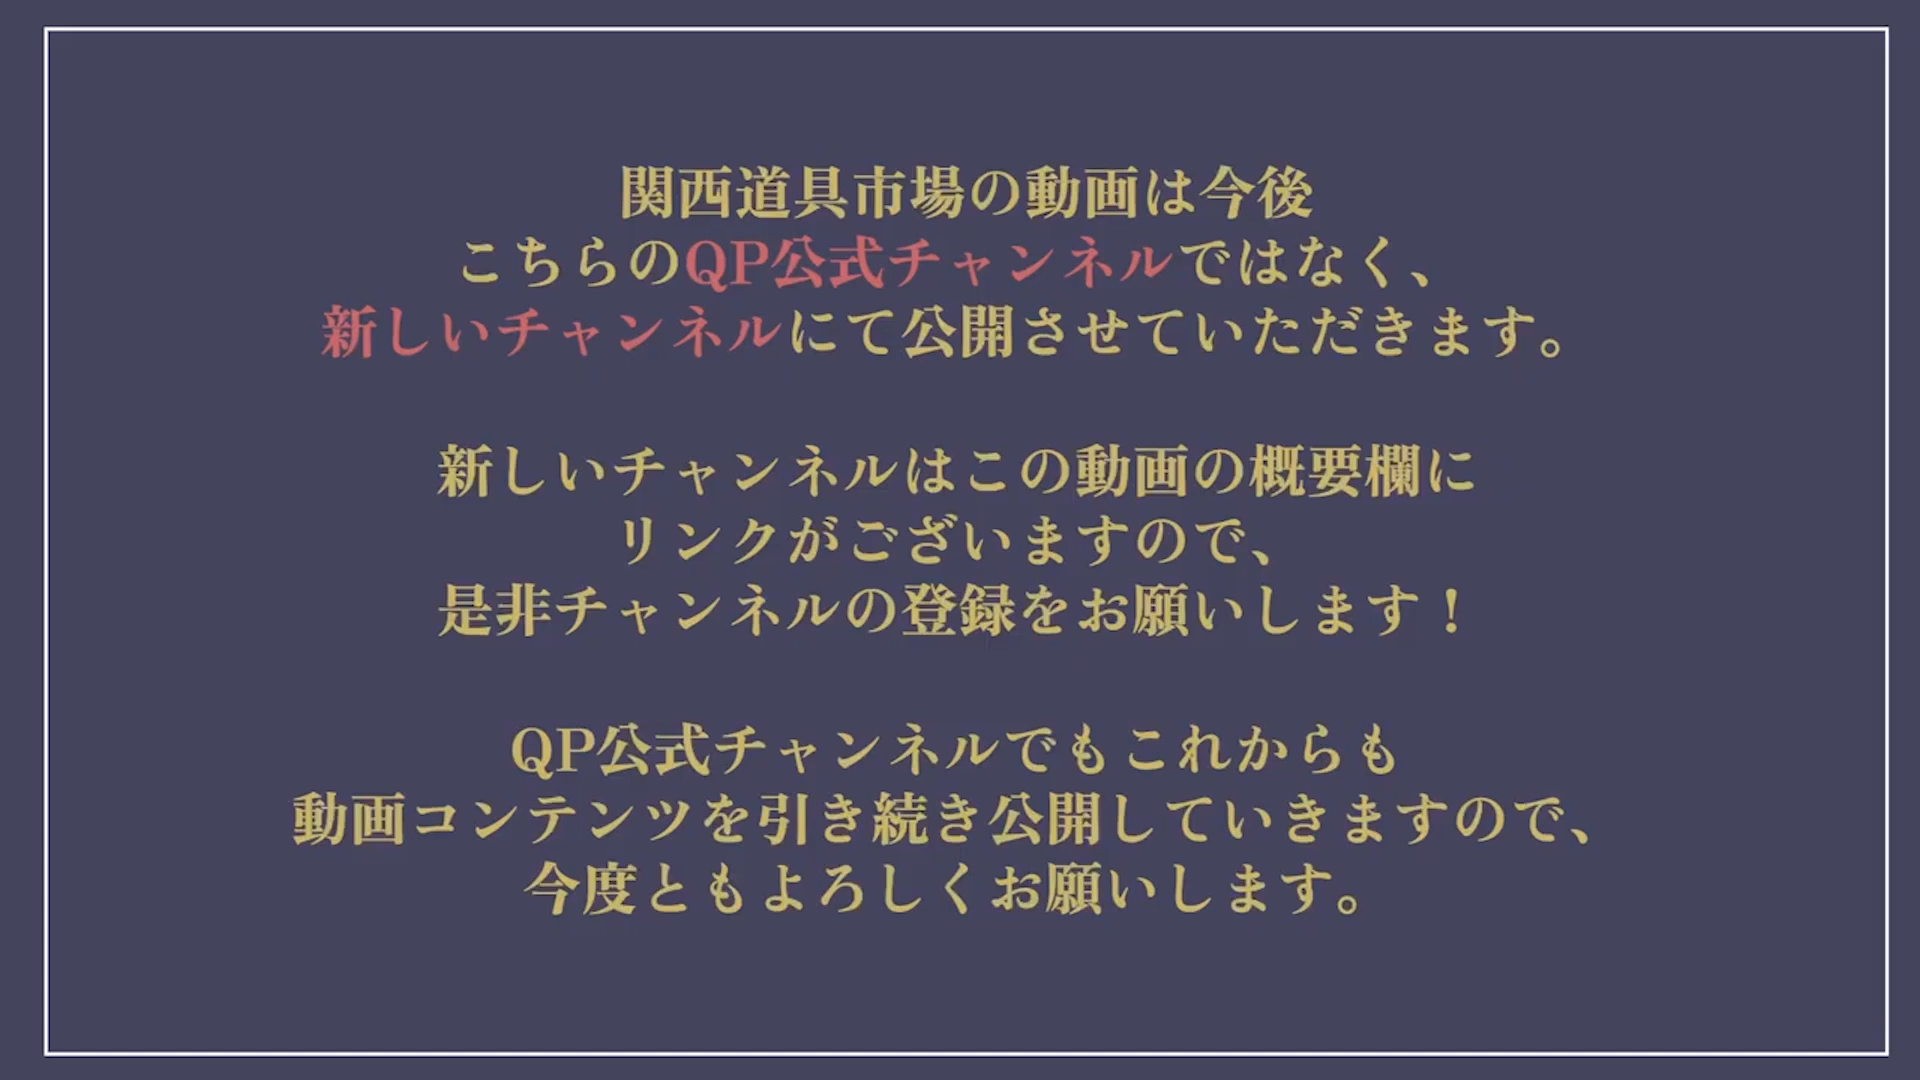 関西道具市場の動画は今後
こちらのQP公式チャンネルではなく、
新しいチャンネルにて公開させていただきます。
新しいチャンネルはこの動画の概要欄に
リンクがございますので、
是非チャンネルの登録をお願いします！
QP公式チャンネルでもこれからも
動画コンテンツを引き続き公開していきますので、
今度ともよろしくお願いします。